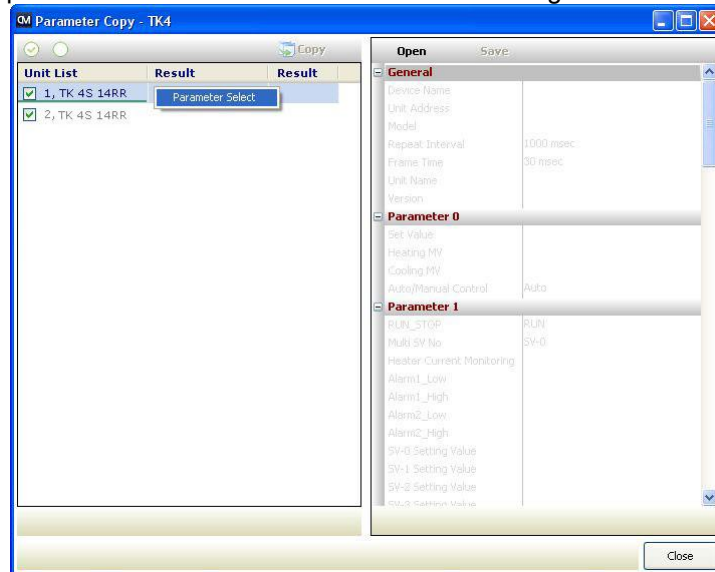 Parameter Copy - TK4
Copy
Unit List Result Result
1, TK 4S 14RR
Parameter Select
2, TK 4S 14RR
Open Save
General
Device Name
Unit Address
Model
Repeat Interval 1000 msec
Frame Time 30 msec
Unit Name
Version
Parameter 0
Set Value
Heating MV
Cooling MV
Auto/Manual Control Auto
Parameter 1
RUN_STOP RUN
Multi SV No SV-0
Heater Current Monitoring
Alarm1_Low
Alarm1_High
Alarm2_Low
Alarm2_High
SV-0 Setting Value
SV-1 Setting Value
SV-2 Setting Value
SV-3 Setting Value
Close